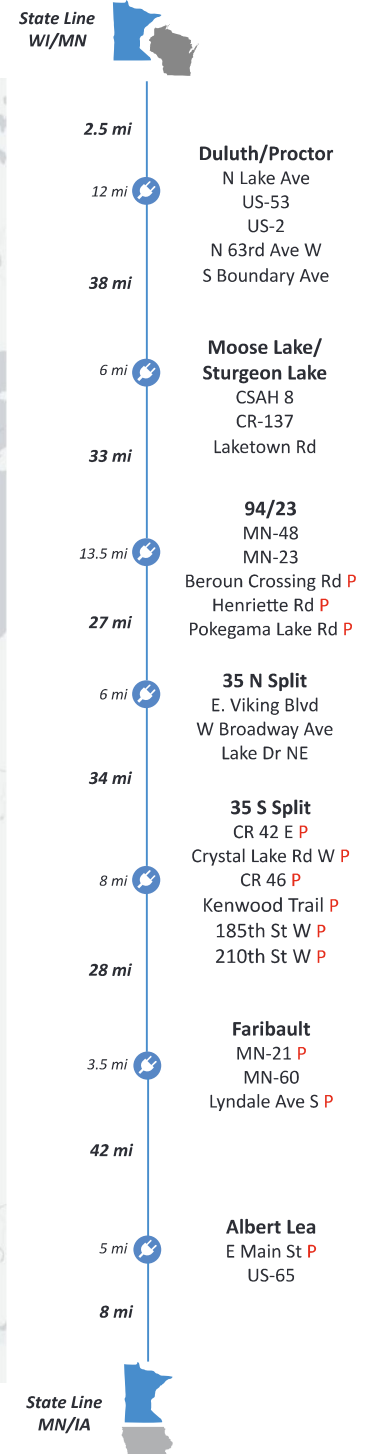 State Line
WI/MN
2.5 mi
Duluth/Proctor
N Lake Ave
12 mi
US-53
US-2
N 63rd Ave W
S Boundary Ave
38 mi
Moose Lake/
Sturgeon Lake
6 mi
CSAH 8
CR-137
Laketown Rd
33 mi
94/23
MN-48
13.5 mi
MN-23
Beroun Crossing Rd P
Henriette Rd P
27 mi
Pokegama Lake Rd P
35 N Split
6 mi
E. Viking Blvd
W Broadway Ave
Lake Dr NE
34 mi
35 S Split
CR 42 E P
Crystal Lake Rd W P
8 mi
CR 46 P
Kenwood Trail P
185th St W P
210th St W P
28 mi
Faribault
MN-21 P
3.5 mi
MN-60
Lyndale Ave S P
42 mi
Albert Lea
5 mi
E Main St P
US-65
8 mi
State Line
MN/IA